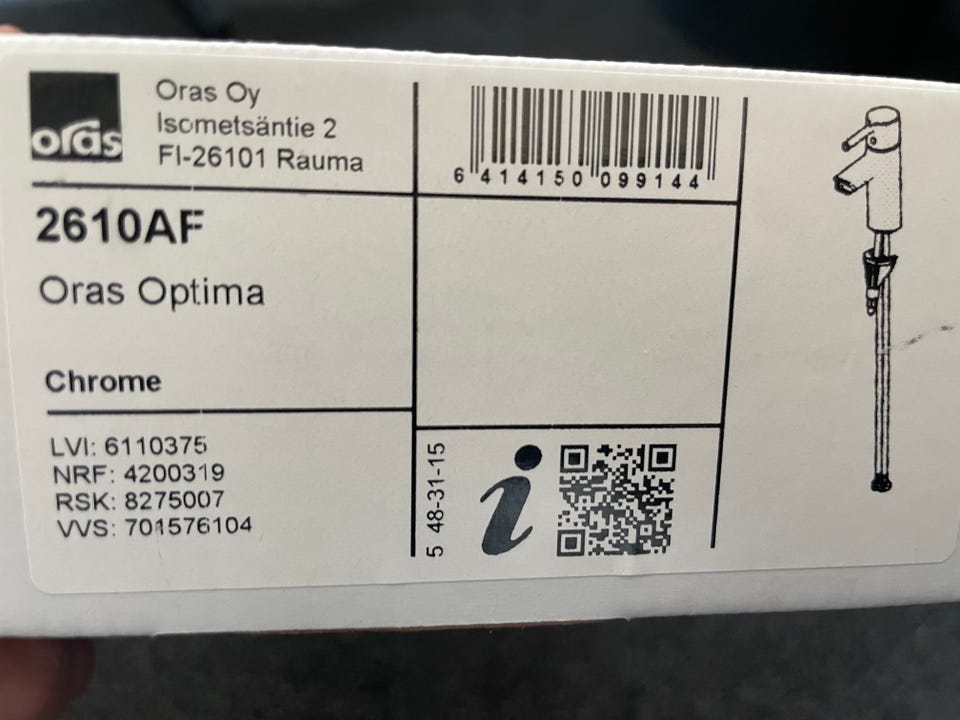 oras
Oras Oy
Isometsäntie 2
FI-26101 Rauma
6 414150 099144
2610AF
Oras Optima
Chrome
LVI: 6110375
NRF: 4200319
RSK: 8275007
VVS: 701576104
5 48-31-15
i